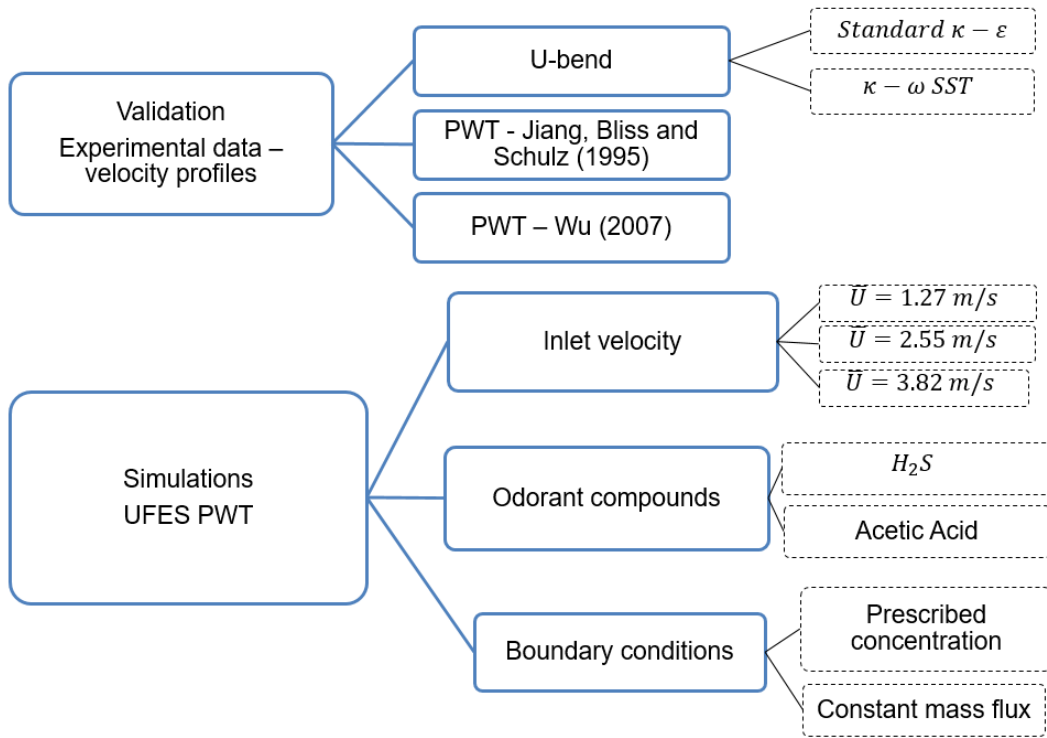 Validation
Experimental data –
velocity profiles
U-bend
Standard κ − ε
κ − ω SST
PWT - Jiang, Bliss and
Schulz (1995)
PWT – Wu (2007)
Simulations
UFES PWT
Inlet velocity
Ū = 1.27 m/s
Ū = 2.55 m/s
Ū = 3.82 m/s
Odorant compounds
H₂S
Acetic Acid
Boundary conditions
Prescribed
concentration
Constant mass flux